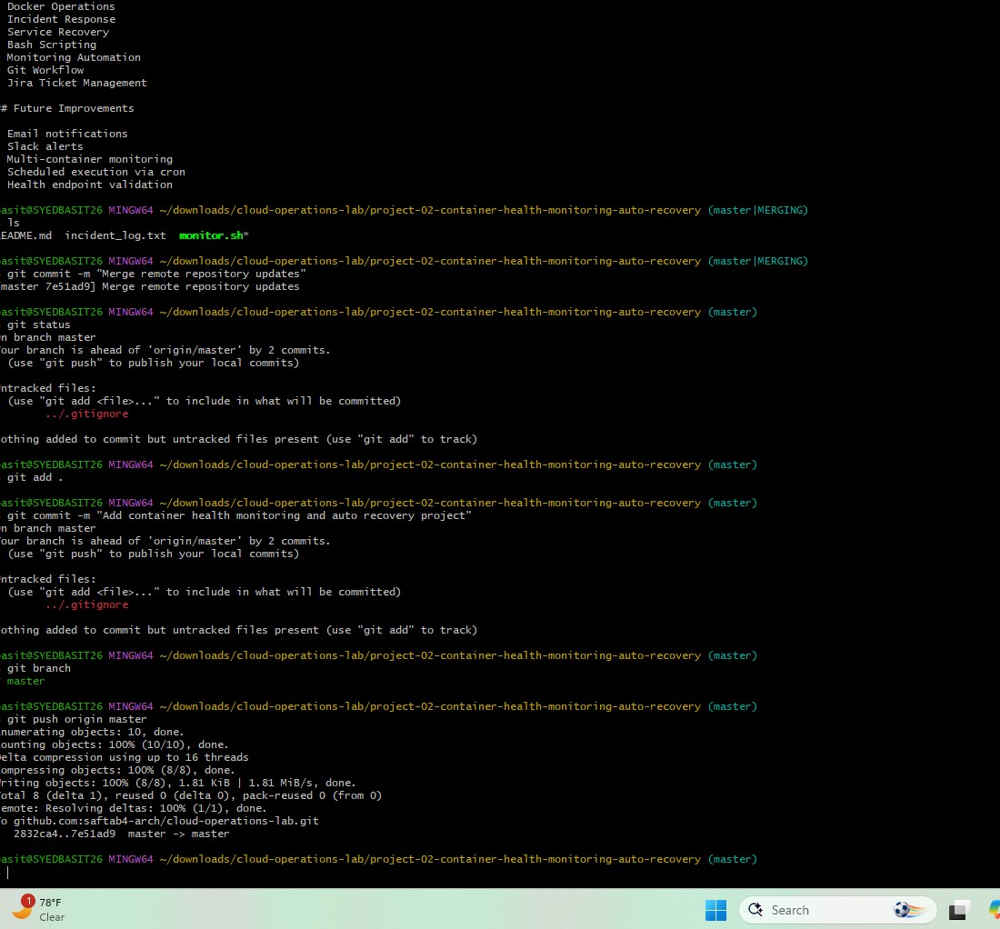 Docker Operations
Incident Response
Service Recovery
Bash Scripting
Monitoring Automation
Git Workflow
Jira Ticket Management
# Future Improvements
Email notifications
Slack alerts
Multi-container monitoring
Scheduled execution via cron
Health endpoint validation
asit@SYEDBASIT26 MINGW64 ~/downloads/cloud-operations-lab/project-02-container-health-monitoring-auto-recovery (master|MERGING)
ls
EADME.md  incident_log.txt  monitor.sh*
asit@SYEDBASIT26 MINGW64 ~/downloads/cloud-operations-lab/project-02-container-health-monitoring-auto-recovery (master|MERGING)
git commit -m "Merge remote repository updates"
[master 7e51ad9] Merge remote repository updates
asit@SYEDBASIT26 MINGW64 ~/downloads/cloud-operations-lab/project-02-container-health-monitoring-auto-recovery (master)
git status
n branch master
our branch is ahead of 'origin/master' by 2 commits.
(use "git push" to publish your local commits)
ntracked files:
(use "git add <file>..." to include in what will be committed)
../.gitignore
othing added to commit but untracked files present (use "git add" to track)
asit@SYEDBASIT26 MINGW64 ~/downloads/cloud-operations-lab/project-02-container-health-monitoring-auto-recovery (master)
git add .
asit@SYEDBASIT26 MINGW64 ~/downloads/cloud-operations-lab/project-02-container-health-monitoring-auto-recovery (master)
git commit -m "Add container health monitoring and auto recovery project"
n branch master
our branch is ahead of 'origin/master' by 2 commits.
(use "git push" to publish your local commits)
ntracked files:
(use "git add <file>..." to include in what will be committed)
../.gitignore
othing added to commit but untracked files present (use "git add" to track)
asit@SYEDBASIT26 MINGW64 ~/downloads/cloud-operations-lab/project-02-container-health-monitoring-auto-recovery (master)
git branch
master
asit@SYEDBASIT26 MINGW64 ~/downloads/cloud-operations-lab/project-02-container-health-monitoring-auto-recovery (master)
git push origin master
numerating objects: 10, done.
ounting objects: 100% (10/10), done.
elta compression using up to 16 threads
ompressing objects: 100% (8/8), done.
riting objects: 100% (8/8), 1.81 KiB | 1.81 MiB/s, done.
otal 8 (delta 1), reused 0 (delta 0), pack-reused 0 (from 0)
emote: Resolving deltas: 100% (1/1), done.
o github.com:saftab4-arch/cloud-operations-lab.git
2832ca4..7e51ad9  master -> master
asit@SYEDBASIT26 MINGW64 ~/downloads/cloud-operations-lab/project-02-container-health-monitoring-auto-recovery (master)
1
78°F
Clear
Search